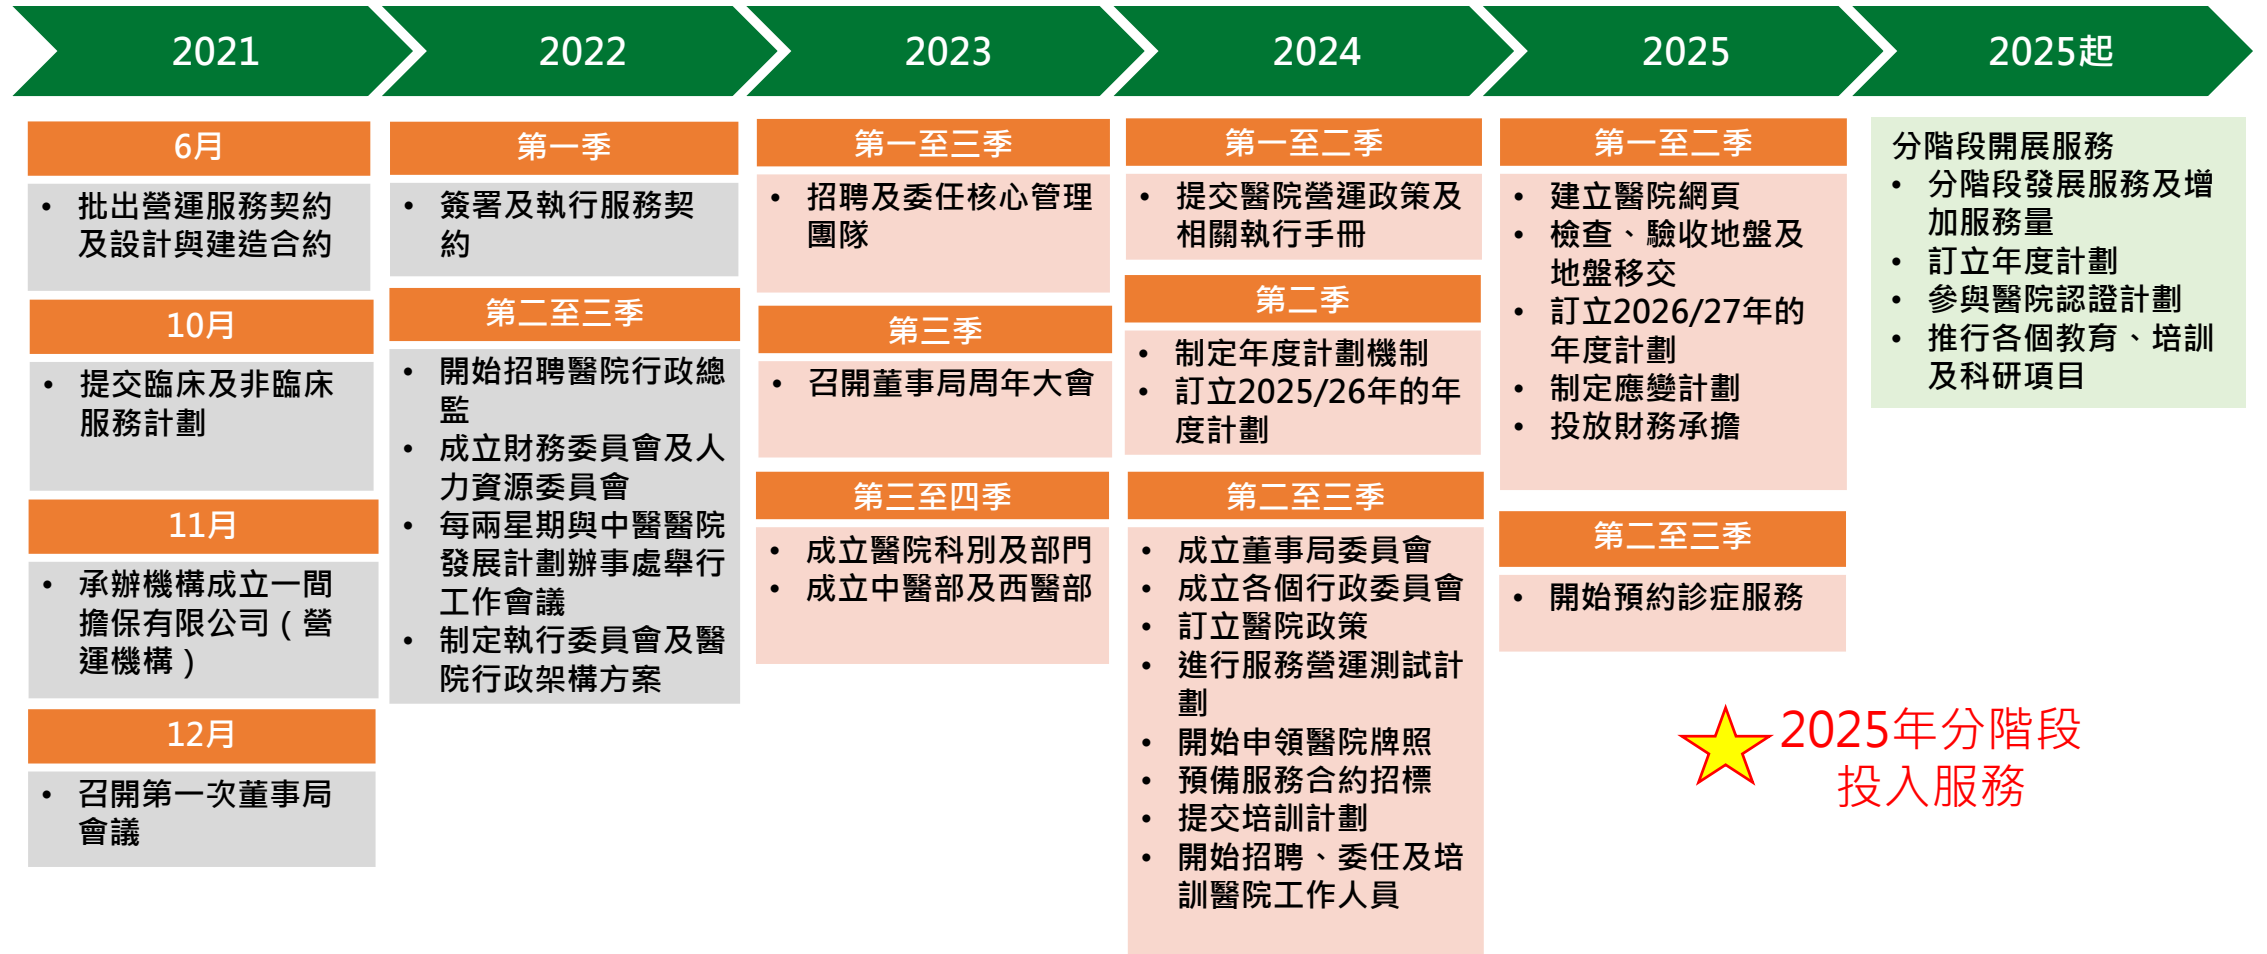 2021
2022
2023
2024
2025
2025起
6月
• 批出營運服務契約
及設計與建造合約
10月
• 提交臨床及非臨床
服務計劃
11月
• 承辦機構成立一間
擔保有限公司（營
運機構）
12月
• 召開第一次董事局
會議
第一季
• 簽署及執行服務契
約
第二至三季
• 開始招聘醫院行政總
監
• 成立財務委員會及人
力資源委員會
• 每兩星期與中醫醫院
發展計劃辦事處舉行
工作會議
• 制定執行委員會及醫
院行政架構方案
第一至三季
• 招聘及委任核心管理
團隊
第三季
• 召開董事局周年大會
第三至四季
• 成立醫院科別及部門
• 成立中醫部及西醫部
第一至二季
• 提交醫院營運政策及
相關執行手冊
第二季
• 制定年度計劃機制
• 訂立2025/26年的年
度計劃
第二至三季
• 成立董事局委員會
• 成立各個行政委員會
• 訂立醫院政策
• 進行服務營運測試計
劃
• 開始申領醫院牌照
• 預備服務合約招標
• 提交培訓計劃
• 開始招聘、委任及培
訓醫院工作人員
第一至二季
• 建立醫院網頁
• 檢查、驗收地盤及
地盤移交
• 訂立2026/27年的
年度計劃
• 制定應變計劃
• 投放財務承擔
第二至三季
• 開始預約診症服務
分階段開展服務
• 分階段發展服務及增
加服務量
• 訂立年度計劃
• 參與醫院認證計劃
• 推行各個教育、培訓
及科研項目
2025年分階段
投入服務